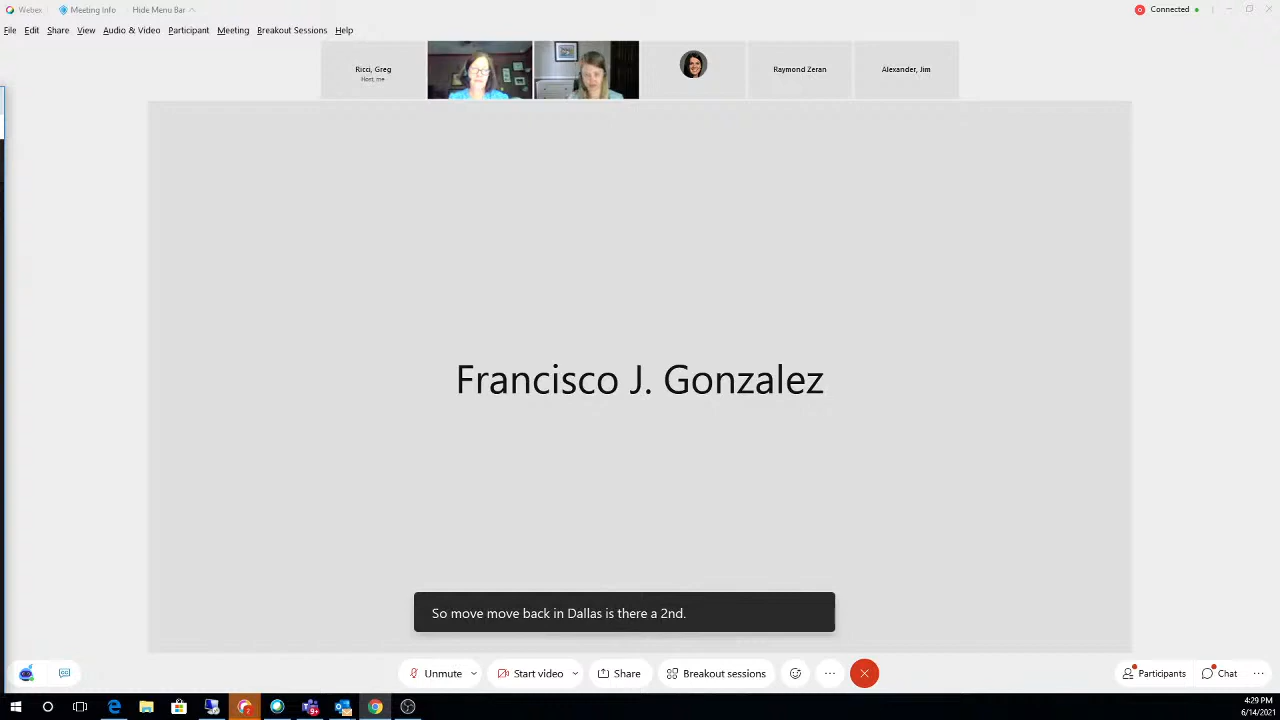 Webex
Meeting Info
Hide Menu Bar
Connected
File Edit Share View Audio & Video Participant Meeting Breakout Sessions Help
Ricci, Greg
Host, me
Raymond Zeran
Alexander, Jim
Francisco J. Gonzalez
So move move back in Dallas is there a 2nd.
Unmute
Start video
Share
Breakout sessions
Participants
Chat
4:29 PM
6/14/2021